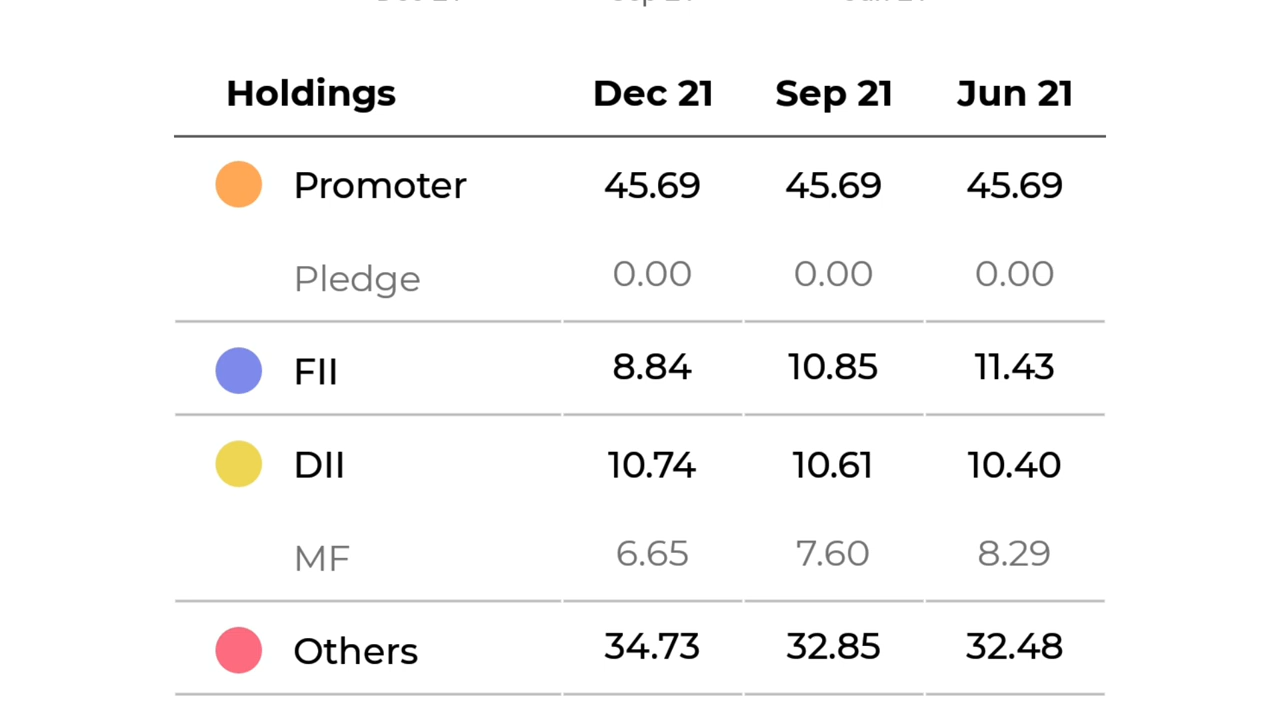 Holdings Dec 21 Sep 21 Jun 21
Promoter 45.69 45.69 45.69
Pledge 0.00 0.00 0.00
FII 8.84 10.85 11.43
DII 10.74 10.61 10.40
MF 6.65 7.60 8.29
Others 34.73 32.85 32.48